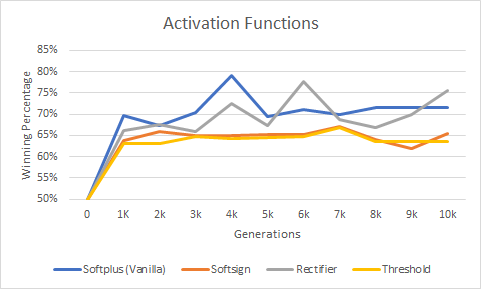 Activation Functions
85%
80%
75%
70%
65%
60%
55%
50%
Winning Percentage
0 1K 2k 3k 4k 5k 6k 7k 8k 9k 10k
Generations
Softplus (Vanilla) Softsign Rectifier Threshold